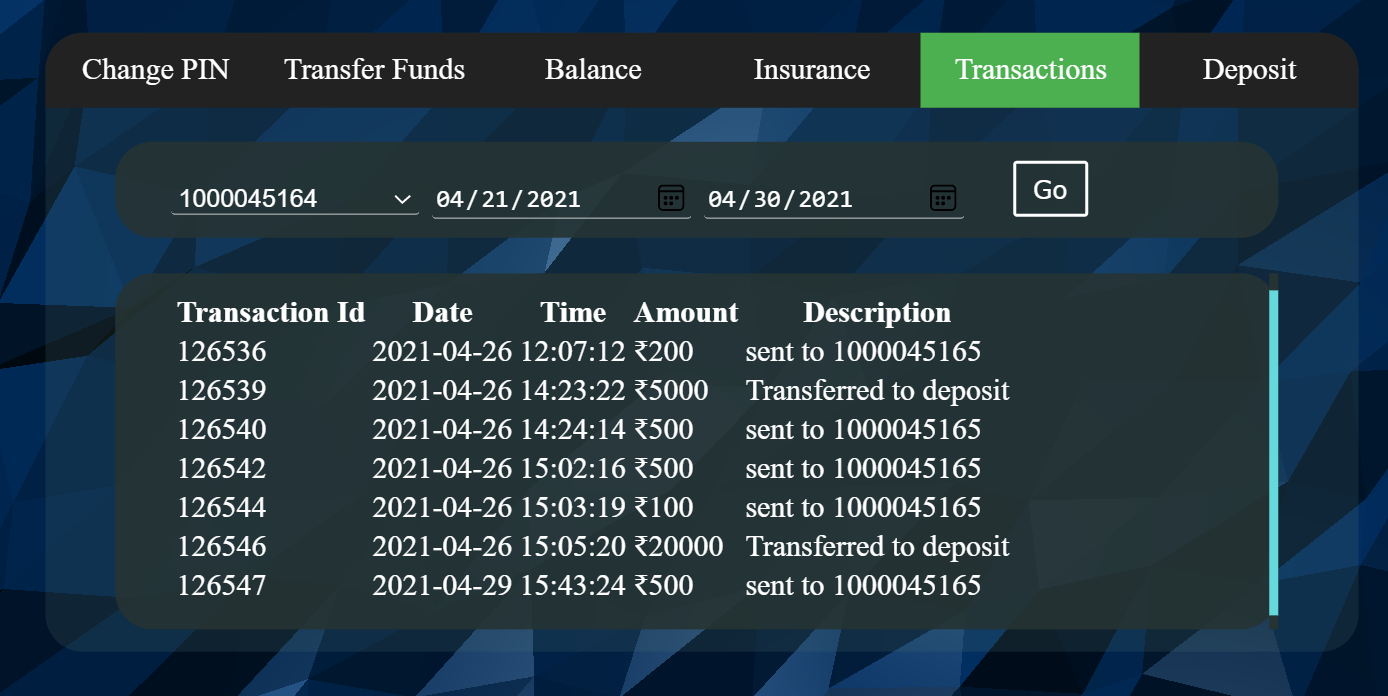 Change PIN Transfer Funds Balance Insurance Transactions Deposit
1000045164 04/21/2021 04/30/2021 Go
Transaction Id Date Time Amount Description
126536 2021-04-26 12:07:12 ₹200 sent to 1000045165
126539 2021-04-26 14:23:22 ₹5000 Transferred to deposit
126540 2021-04-26 14:24:14 ₹500 sent to 1000045165
126542 2021-04-26 15:02:16 ₹500 sent to 1000045165
126544 2021-04-26 15:03:19 ₹100 sent to 1000045165
126546 2021-04-26 15:05:20 ₹20000 Transferred to deposit
126547 2021-04-29 15:43:24 ₹500 sent to 1000045165